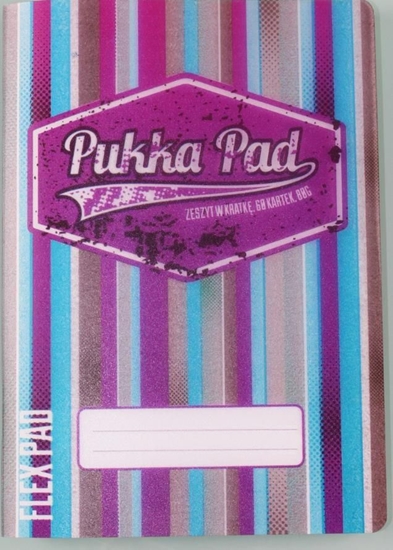 Pukka Pad
ZESZYT W KRATKĘ, 60 KARTEK, 80G
FLEX PAD